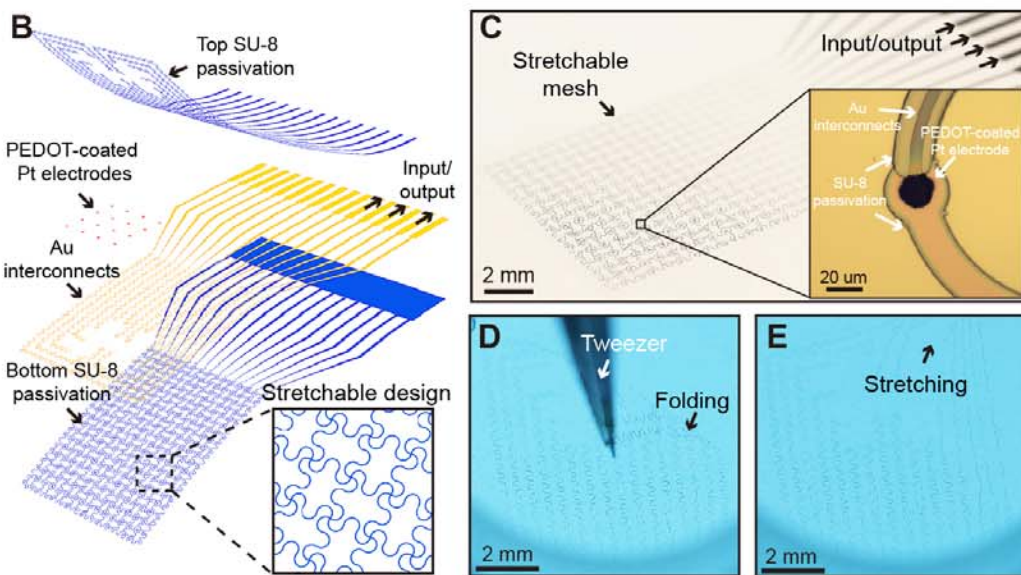 B
Top SU-8
passivation
PEDOT-coated
Pt electrodes
Input/
output
Au
interconnects
Bottom SU-8
passivation
Stretchable design
C
Stretchable
mesh
Input/output
2 mm
Au
interconnects
PEDOT-coated
Pt electrode
SU-8
passivation
20 um
D
Tweezer
Folding
2 mm
E
Stretching
2 mm